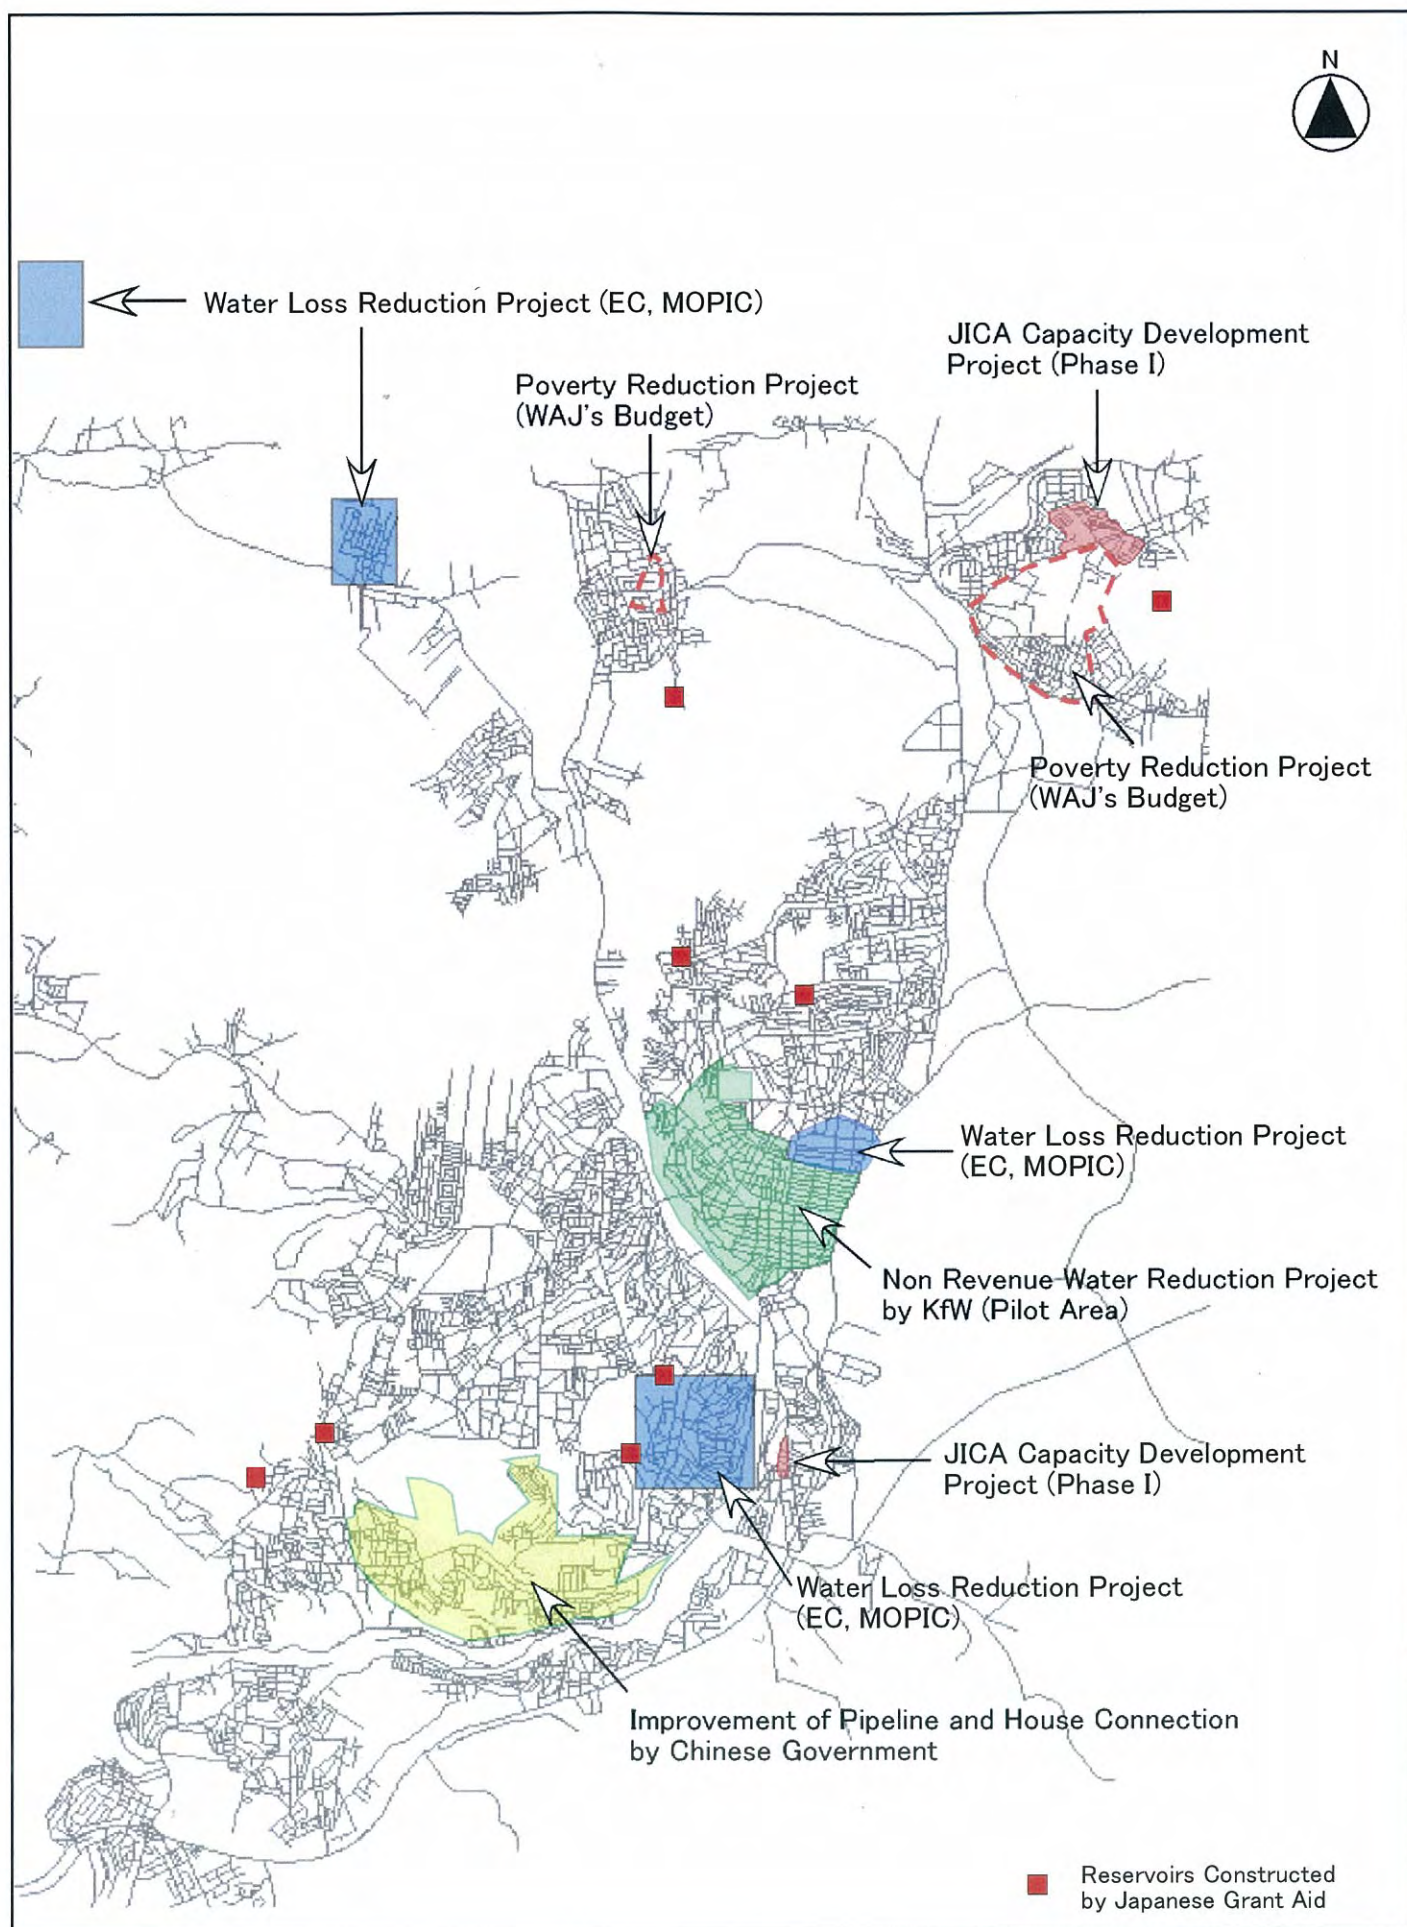 N
Water Loss Reduction Project (EC, MOPIC)
JICA Capacity Development
Project (Phase I)
Poverty Reduction Project
(WAJ's Budget)
Poverty Reduction Project
(WAJ's Budget)
Water Loss Reduction Project
(EC, MOPIC)
Non Revenue Water Reduction Project
by KfW (Pilot Area)
JICA Capacity Development
Project (Phase I)
Water Loss Reduction Project
(EC, MOPIC)
Improvement of Pipeline and House Connection
by Chinese Government
Reservoirs Constructed
by Japanese Grant Aid